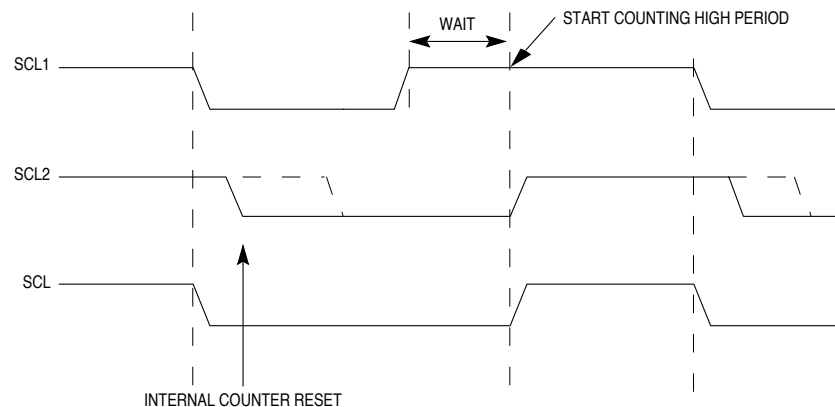 WAIT
START COUNTING HIGH PERIOD
SCL1
SCL2
SCL
INTERNAL COUNTER RESET